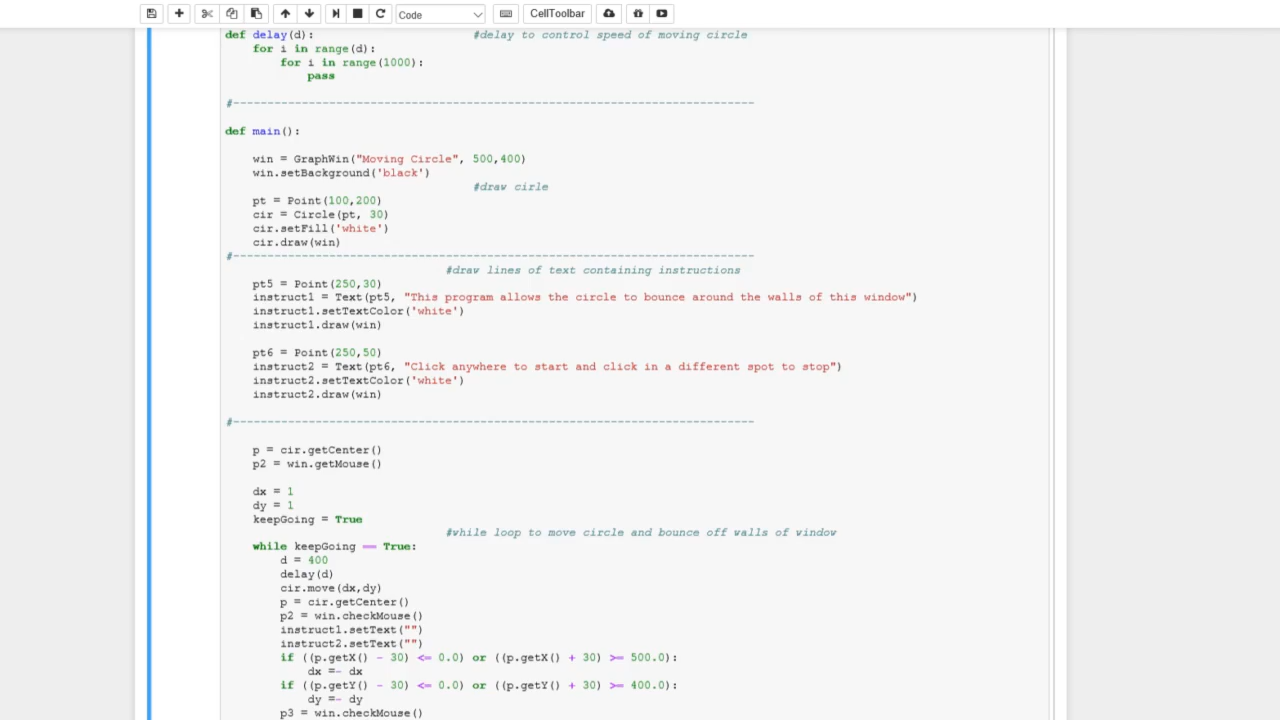 Code CellToolbar
def delay(d): #delay to control speed of moving circle
for i in range(d):
for i in range(1000):
pass
#----------------------------------------------------------------------------
def main():
win = GraphWin("Moving Circle", 500,400)
win.setBackground('black')
#draw cirle
pt = Point(100,200)
cir = Circle(pt, 30)
cir.setFill('white')
cir.draw(win)
#----------------------------------------------------------------------------
#draw lines of text containing instructions
pt5 = Point(250,30)
instruct1 = Text(pt5, "This program allows the circle to bounce around the walls of this window")
instruct1.setTextColor('white')
instruct1.draw(win)
pt6 = Point(250,50)
instruct2 = Text(pt6, "Click anywhere to start and click in a different spot to stop")
instruct2.setTextColor('white')
instruct2.draw(win)
#----------------------------------------------------------------------------
p = cir.getCenter()
p2 = win.getMouse()
dx = 1
dy = 1
keepGoing = True
#while loop to move circle and bounce off walls of window
while keepGoing == True:
d = 400
delay(d)
cir.move(dx,dy)
p = cir.getCenter()
p2 = win.checkMouse()
instruct1.setText("")
instruct2.setText("")
if ((p.getX() - 30) <= 0.0) or ((p.getX() + 30) >= 500.0):
dx =- dx
if ((p.getY() - 30) <= 0.0) or ((p.getY() + 30) >= 400.0):
dy =- dy
p3 = win.checkMouse()